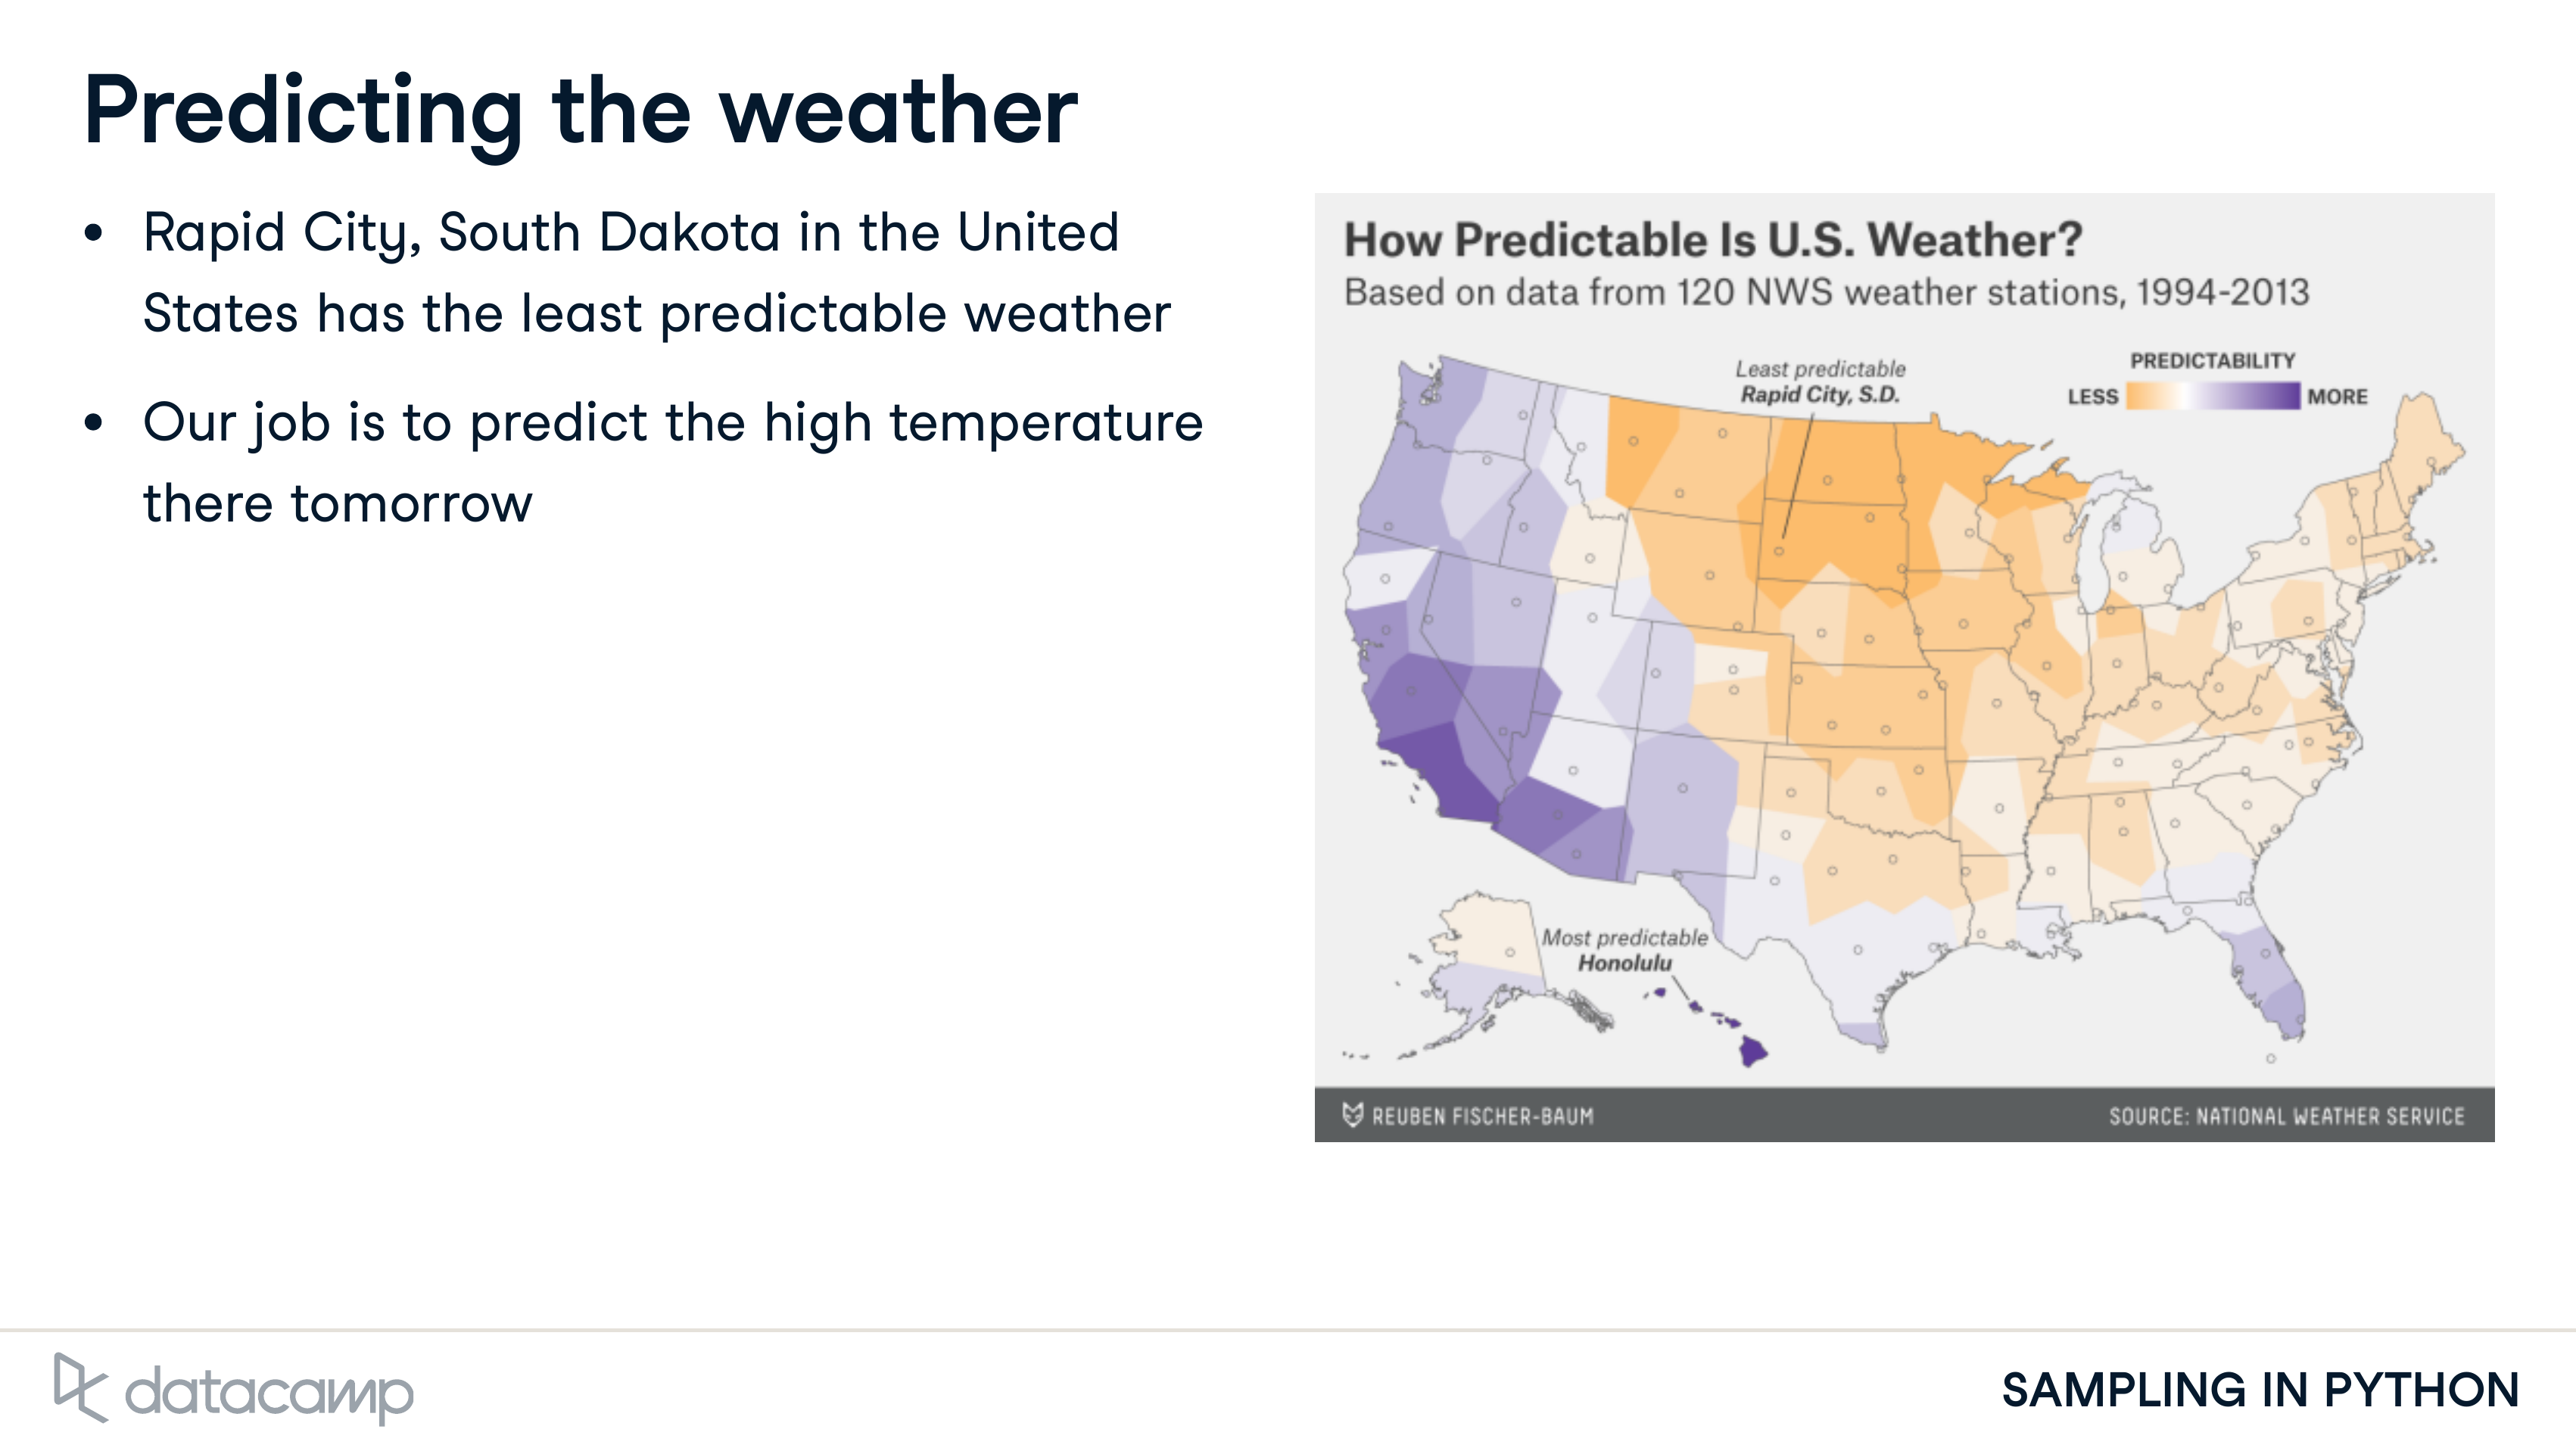 Predicting the weather
• Rapid City, South Dakota in the United
States has the least predictable weather
• Our job is to predict the high temperature
there tomorrow
How Predictable Is U.S. Weather?
Based on data from 120 NWS weather stations, 1994-2013
Least predictable
Rapid City, S.D.
PREDICTABILITY
LESS MORE
Most predictable
Honolulu
REUBEN FISCHER-BAUM
SOURCE: NATIONAL WEATHER SERVICE
datacamp
SAMPLING IN PYTHON